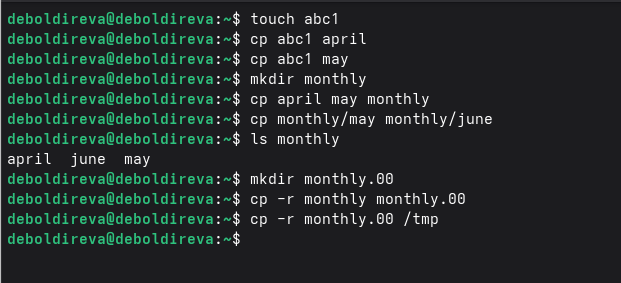 deboldireva@deboldireva:~$ touch abc1
deboldireva@deboldireva:~$ cp abc1 april
deboldireva@deboldireva:~$ cp abc1 may
deboldireva@deboldireva:~$ mkdir monthly
deboldireva@deboldireva:~$ cp april may monthly
deboldireva@deboldireva:~$ cp monthly/may monthly/june
deboldireva@deboldireva:~$ ls monthly
april  june  may
deboldireva@deboldireva:~$ mkdir monthly.00
deboldireva@deboldireva:~$ cp -r monthly monthly.00
deboldireva@deboldireva:~$ cp -r monthly.00 /tmp
deboldireva@deboldireva:~$